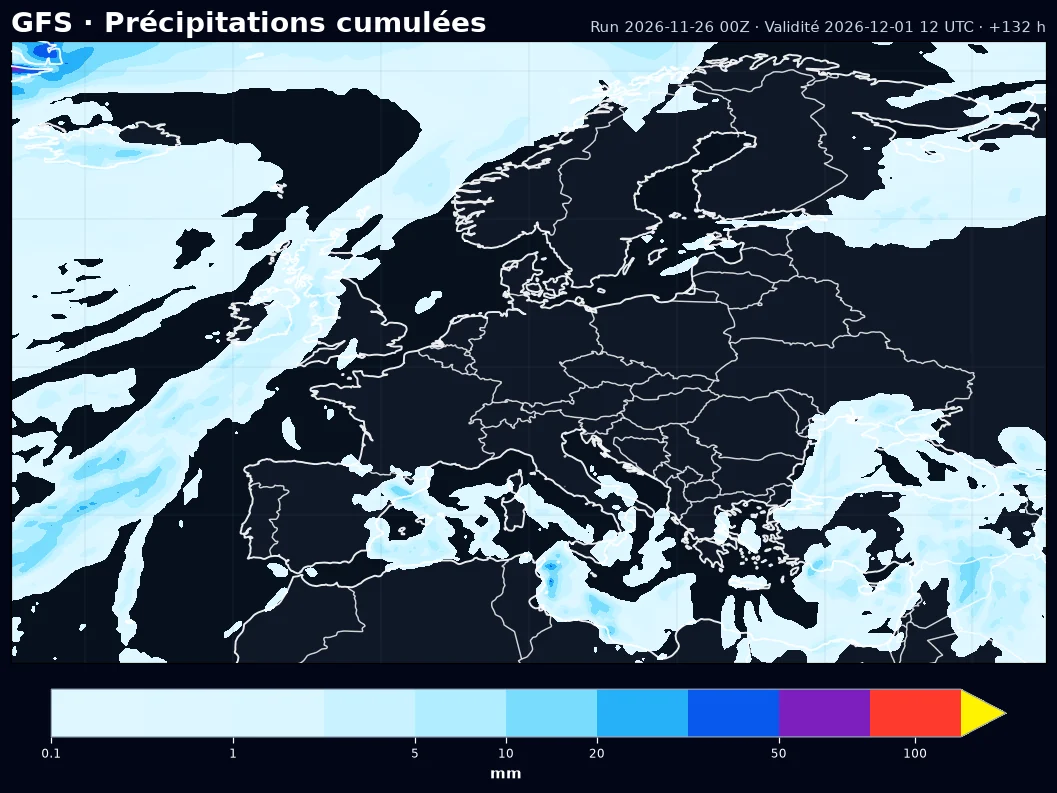 GFS · Précipitations cumulées
Run 2026-11-26 00Z · Validité 2026-12-01 12 UTC · +132 h
0.1 1 5 10 20 50 100
mm